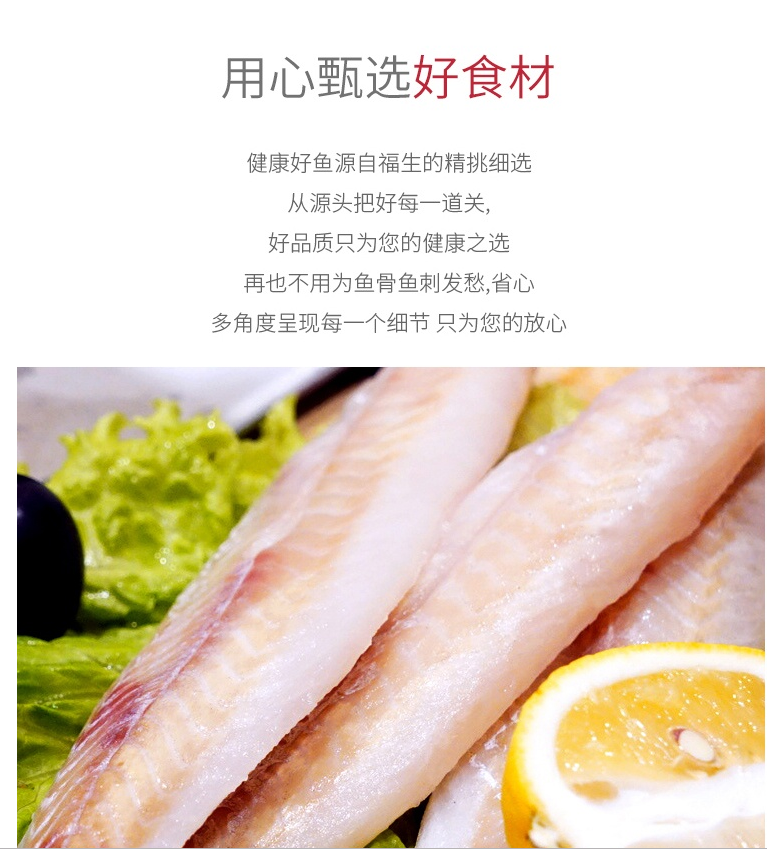 用心甄选好食材
健康好鱼源自福生的精挑细选
从源头把好每一道关,
好品质只为您的健康之选
再也不用为鱼骨鱼刺发愁,省心
多角度呈现每一个细节 只为您的放心